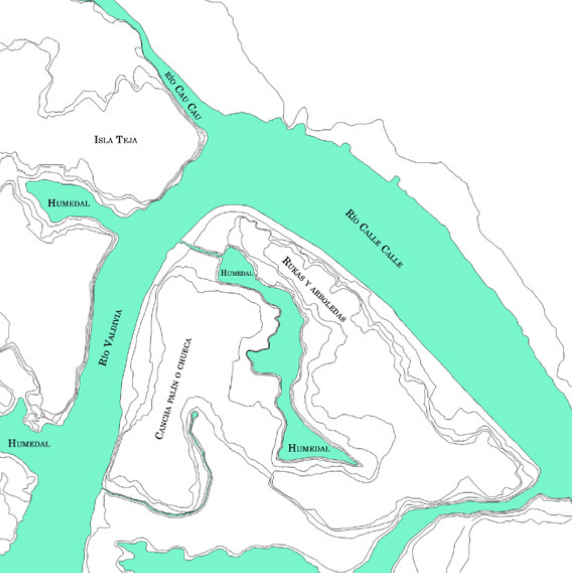 Río Cau Cau
Isla Teja
Humedal
Río Calle Calle
Humedal
Rukas y arboledas
Río Valdivia
Cancha palín o chueca
Humedal
Humedal